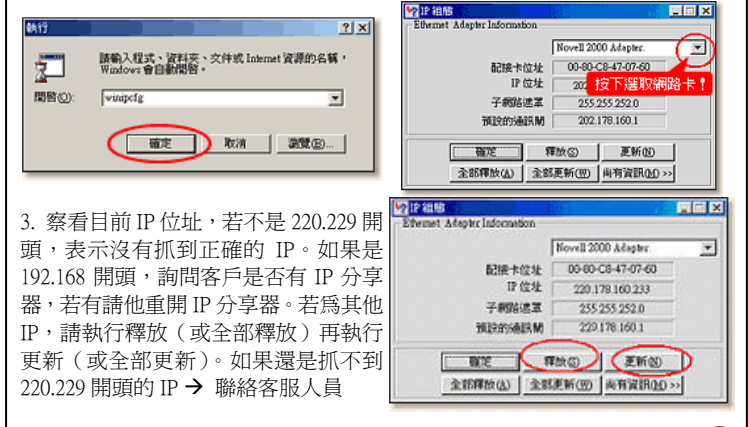 執行
請輸入程式、資料夾、文件或 Internet 資源的名稱，
Windows 會自動開啓。
開啓(O):
winipcfg
確定
取消
瀏覽(B)...
IP 組態
Ethernet Adapter Information
Novell 2000 Adapter.
配接卡位址
00-80-C8-47-07-60
IP 位址
202
按下選取網路卡！
子網路遮罩
255.255.252.0
預設的通訊閘
202.178.160.1
確定
釋放(S)
更新(N)
全部釋放(A)
全部更新(W)
尚有資訊(M) >>
3. 察看目前 IP 位址，若不是 220.229 開
頭，表示沒有抓到正確的 IP。如果是
192.168 開頭，詢問客戶是否有 IP 分享
器，若有請他重開 IP 分享器。若爲其他
IP，請執行釋放（或全部釋放）再執行
更新（或全部更新）。如果還是抓不到
220.229 開頭的 IP → 聯絡客服人員
IP 組態
Ethernet Adapter Information
Novell 2000 Adapter.
配接卡位址
00-80-C8-47-07-60
IP 位址
220.178.160.233
子網路遮罩
255.255.252.0
預設的通訊閘
220.178.160.1
確定
釋放(S)
更新(N)
全部釋放(A)
全部更新(W)
尚有資訊(M) >>